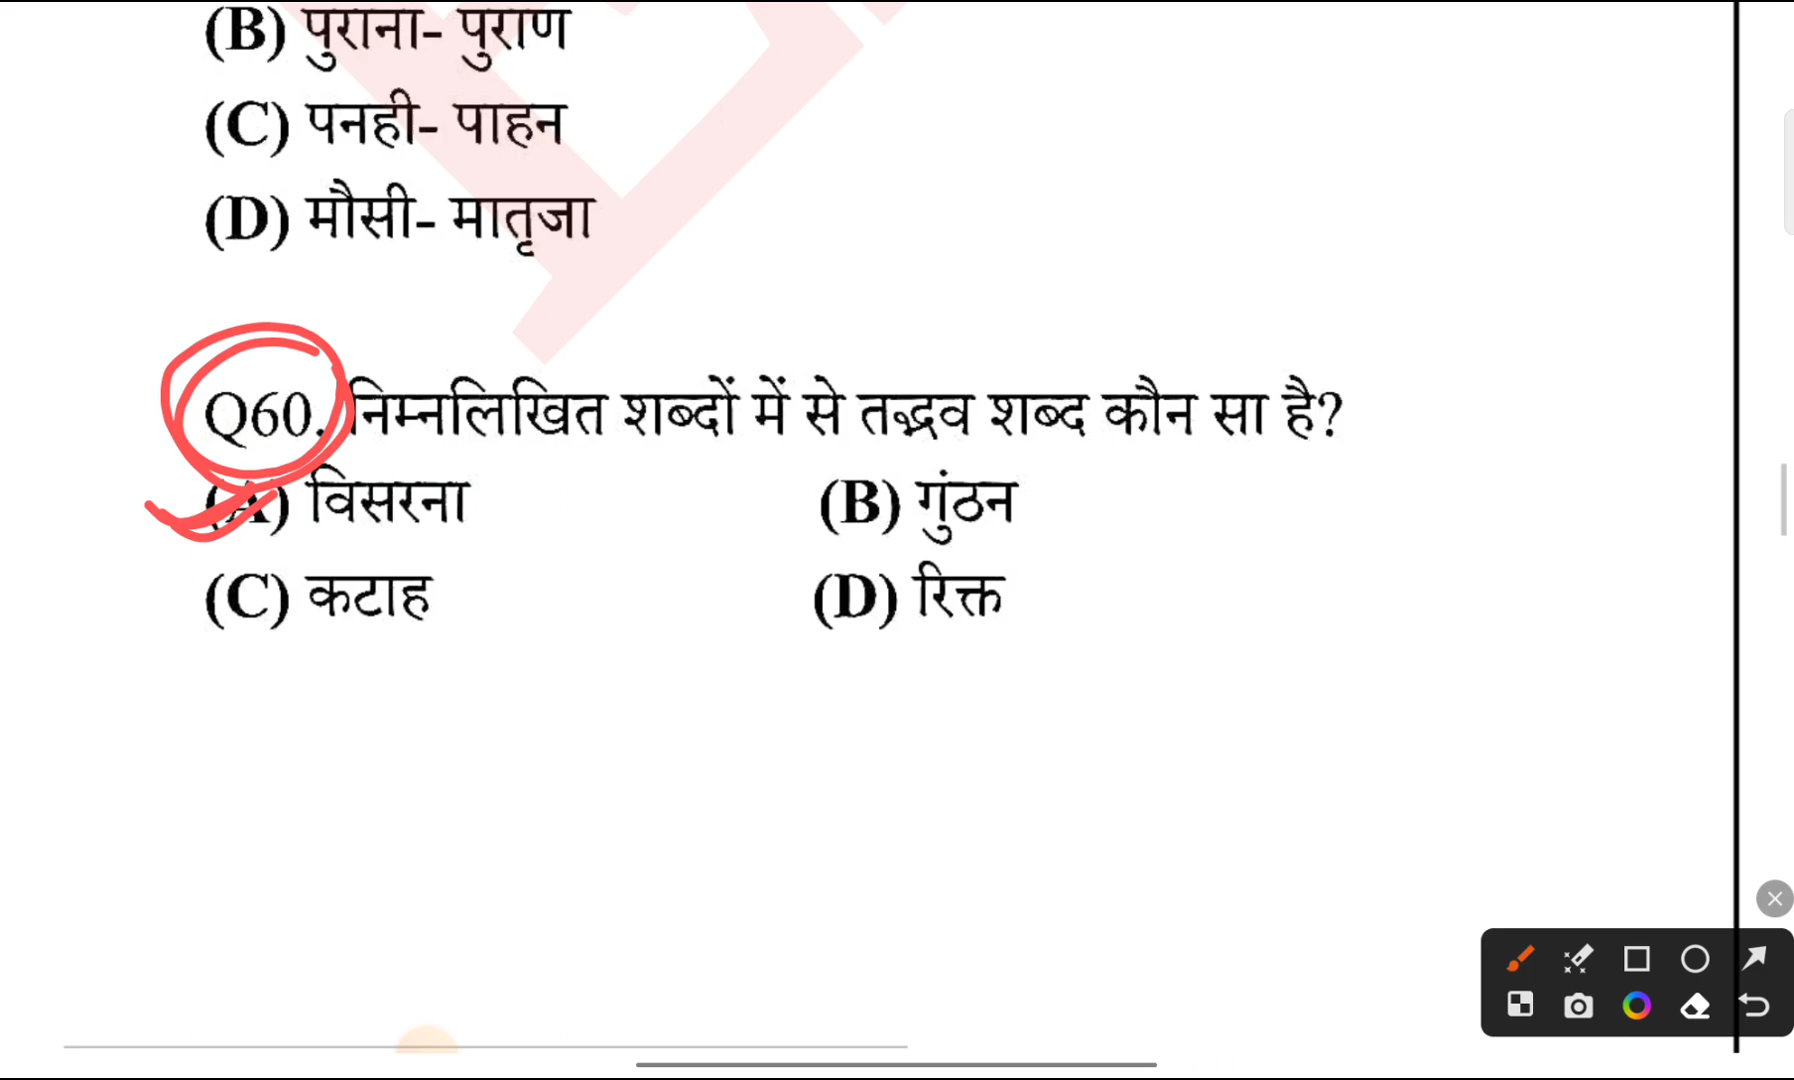 (B) पुराना- पुराण
(C) पनही- पाहन
(D) मौसी- मातृजा
Q60. निम्नलिखित शब्दों में से तद्भव शब्द कौन सा है?
(A) विसरना (B) गुंठन
(C) कटाह (D) रिक्त